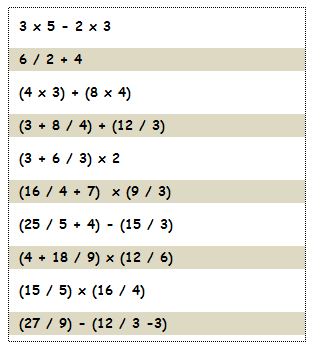 3 x 5 - 2 x 3
6 / 2 + 4
(4 x 3) + (8 x 4)
(3 + 8 / 4) + (12 / 3)
(3 + 6 / 3) x 2
(16 / 4 + 7)  x (9 / 3)
(25 / 5 + 4) - (15 / 3)
(4 + 18 / 9) x (12 / 6)
(15 / 5) x (16 / 4)
(27 / 9) - (12 / 3 -3)